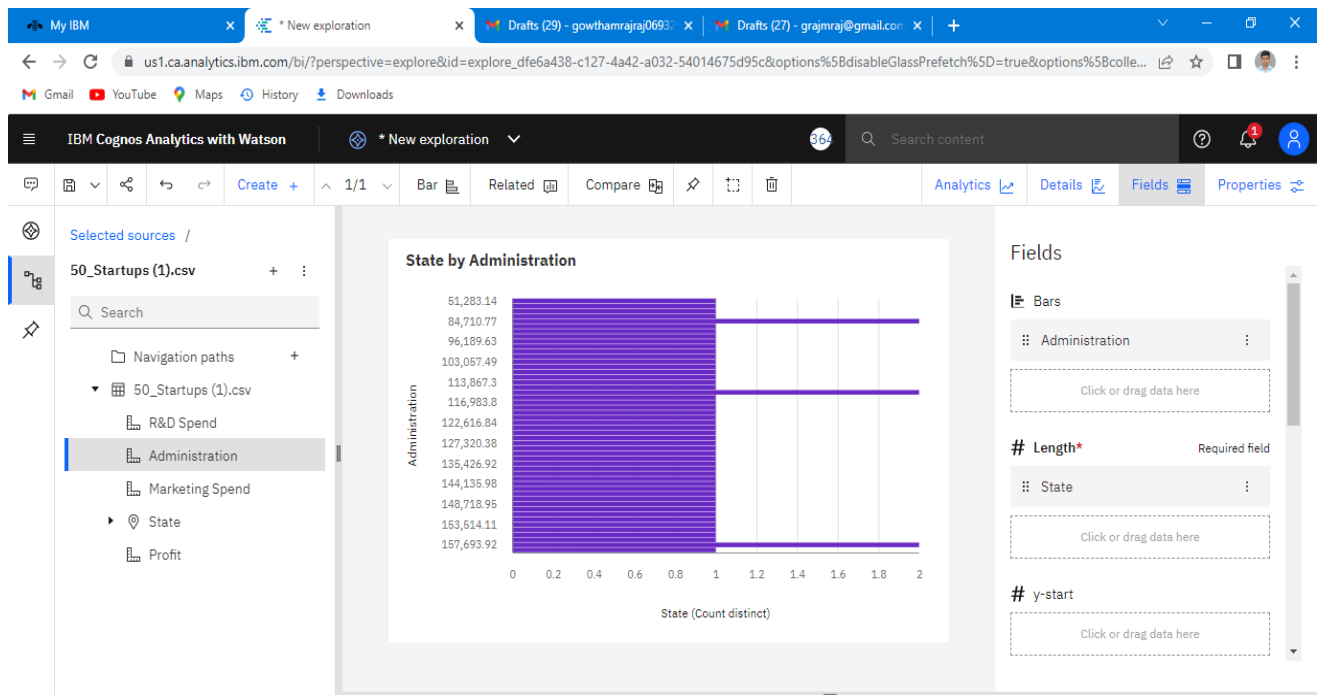 My IBM
* New exploration
Drafts (29) - gowthamrajraj06932
Drafts (27) - grajmraj@gmail.con
us1.ca.analytics.ibm.com/bi/?perspective=explore&id=explore_dfe6a438-c127-4a42-a032-54014675d95c&options%5BdisableGlassPrefetch%5D=true&options%5Bcolle...
Gmail YouTube Maps History Downloads
IBM Cognos Analytics with Watson
* New exploration
364
Search content
1
Create +
1/1
Bar
Related
Compare
Analytics
Details
Fields
Properties
Selected sources /
50_Startups (1).csv
Search
Navigation paths
50_Startups (1).csv
R&D Spend
Administration
Marketing Spend
State
Profit
State by Administration
Administration
51,283.14
84,710.77
96,189.63
103,057.49
113,867.3
116,983.8
122,616.84
127,320.38
135,426.92
144,135.98
148,718.95
153,514.11
157,693.92
0 0.2 0.4 0.6 0.8 1 1.2 1.4 1.6 1.8 2
State (Count distinct)
Fields
Bars
Administration
Click or drag data here
# Length* Required field
State
Click or drag data here
# y-start
Click or drag data here